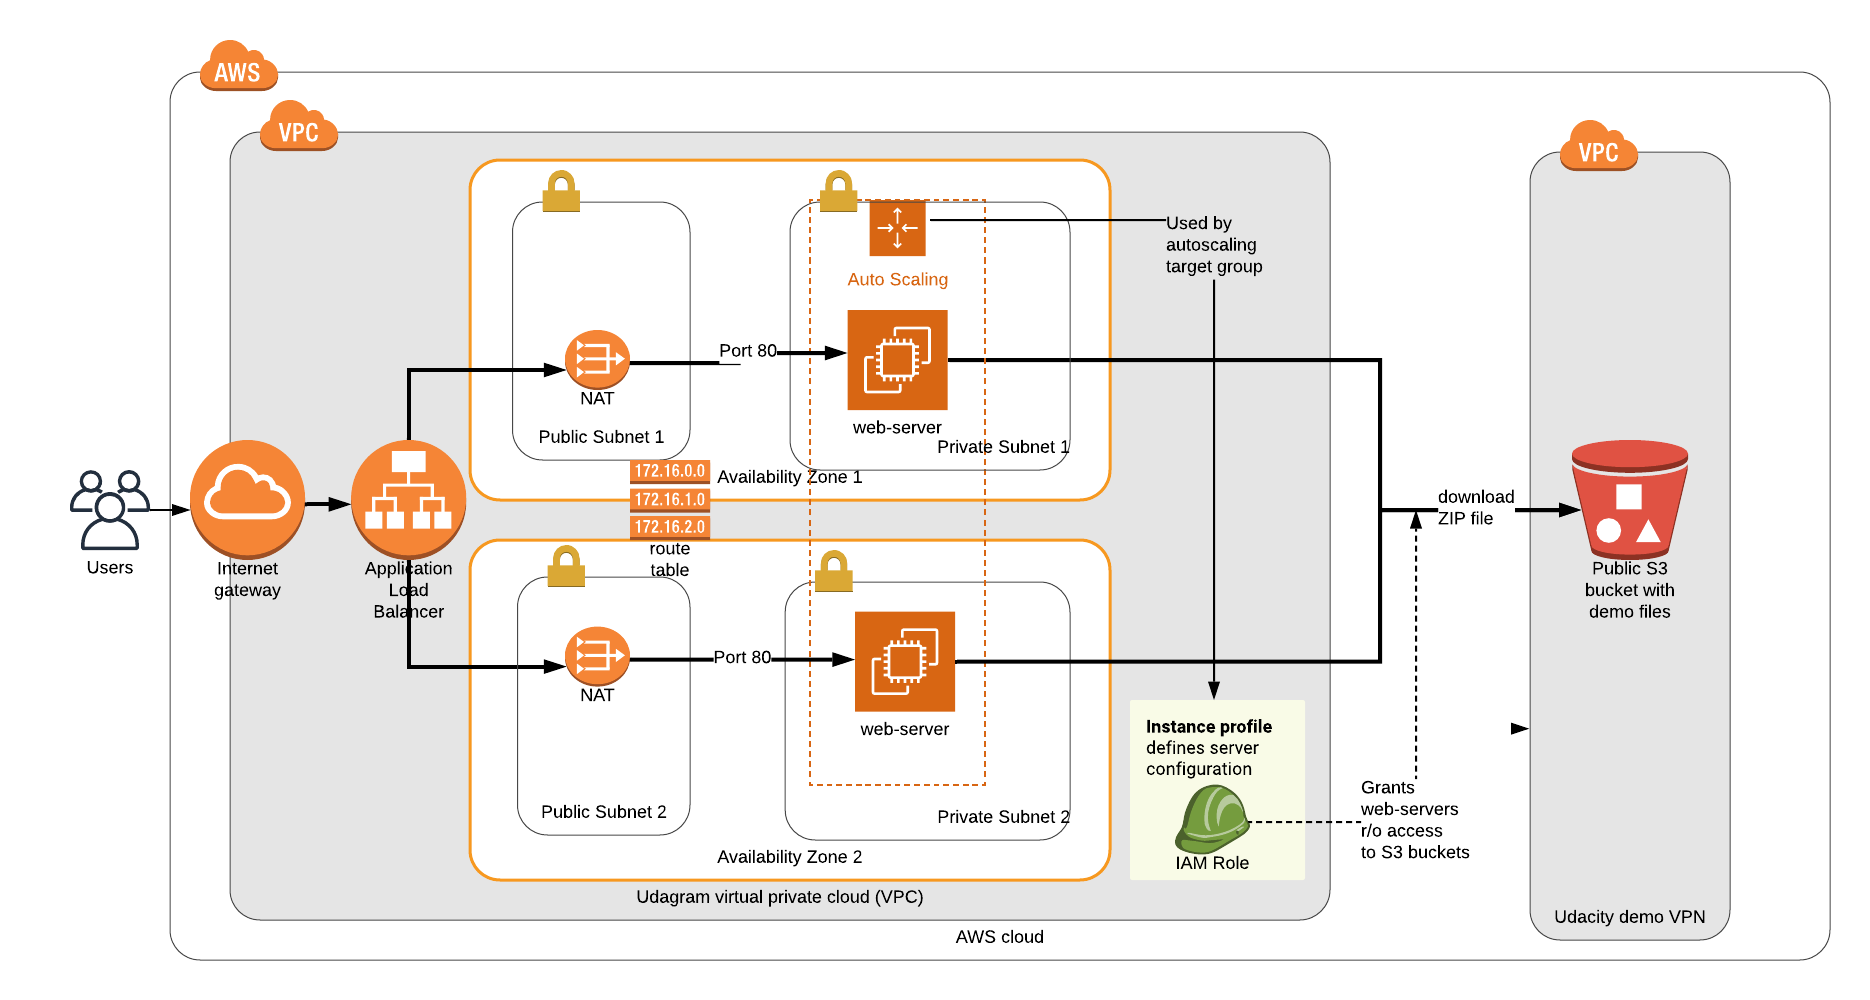 AWS
VPC
VPC
Used by
autoscaling
target group
Auto Scaling
Port 80
NAT
web-server
Public Subnet 1
Private Subnet 1
172.16.0.0
Availability Zone 1
172.16.1.0
172.16.2.0
route
table
download
ZIP file
Users
Internet
gateway
Application
Load
Balancer
Public S3
bucket with
demo files
Port 80
NAT
web-server
Instance profile
defines server
configuration
Grants
web-servers
r/o access
to S3 buckets
Public Subnet 2
Private Subnet 2
Availability Zone 2
IAM Role
Udagram virtual private cloud (VPC)
Udacity demo VPN
AWS cloud